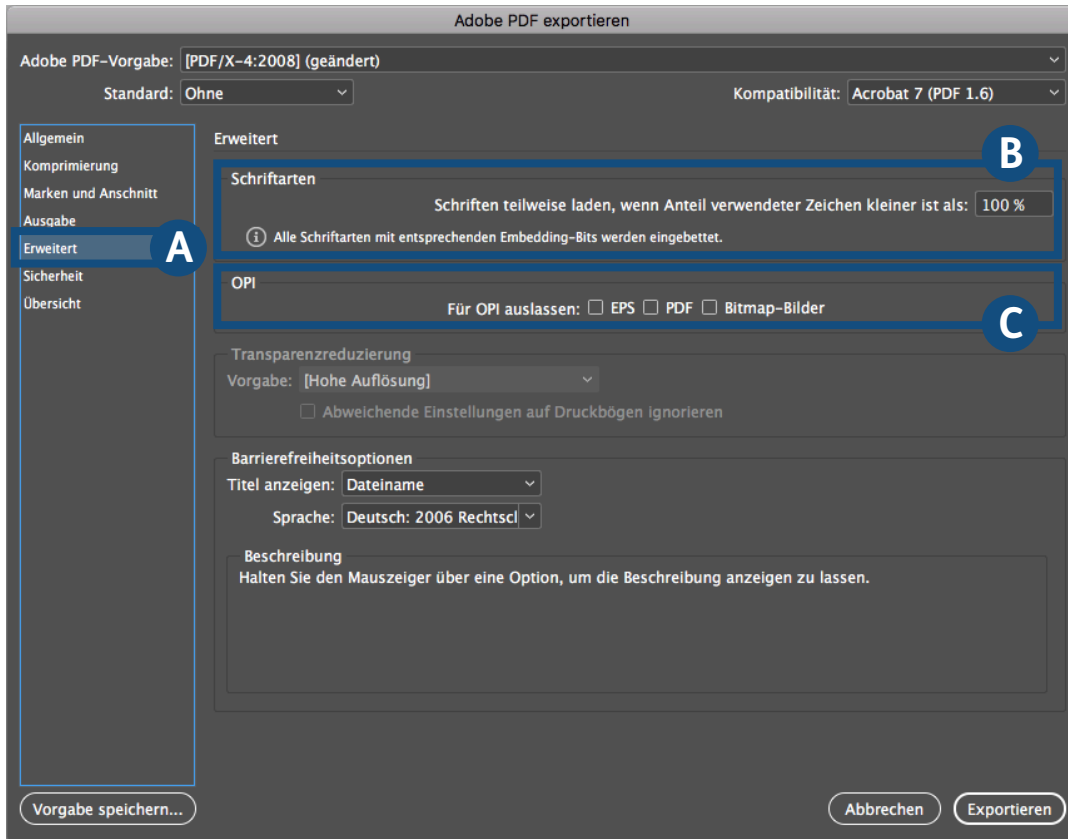 Adobe PDF exportieren
Adobe PDF-Vorgabe: [PDF/X-4:2008] (geändert)
Standard: Ohne Kompatibilität: Acrobat 7 (PDF 1.6)
Allgemein
Komprimierung
Marken und Anschnitt
Ausgabe
Erweitert
A
Sicherheit
Übersicht
Erweitert
B
Schriftarten
Schriften teilweise laden, wenn Anteil verwendeter Zeichen kleiner ist als: 100 %
Alle Schriftarten mit entsprechenden Embedding-Bits werden eingebettet.
OPI
Für OPI auslassen: EPS PDF Bitmap-Bilder
C
Transparenzreduzierung
Vorgabe: [Hohe Auflösung]
Abweichende Einstellungen auf Druckbögen ignorieren
Barrierefreiheitsoptionen
Titel anzeigen: Dateiname
Sprache: Deutsch: 2006 Rechtscl
Beschreibung
Halten Sie den Mauszeiger über eine Option, um die Beschreibung anzeigen zu lassen.
Vorgabe speichern... Abbrechen Exportieren